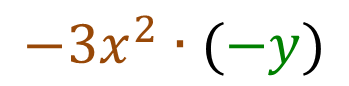 −3x² · (−y)